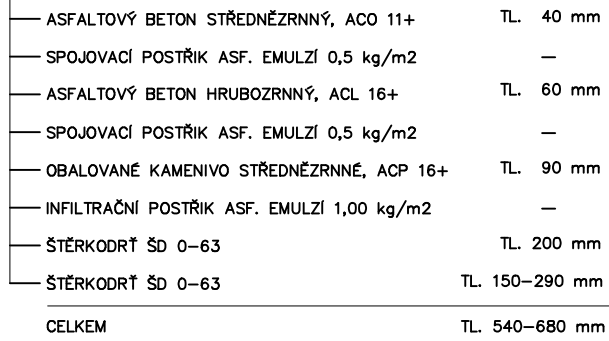 ASFALTOVÝ BETON STŘEDNĚZRNNÝ, ACO 11+ TL. 40 mm
SPOJOVACÍ POSTŘIK ASF. EMULZÍ 0,5 kg/m2 —
ASFALTOVÝ BETON HRUBOZRNNÝ, ACL 16+ TL. 60 mm
SPOJOVACÍ POSTŘIK ASF. EMULZÍ 0,5 kg/m2 —
OBALOVANÉ KAMENIVO STŘEDNĚZRNNÉ, ACP 16+ TL. 90 mm
INFILTRAČNÍ POSTŘIK ASF. EMULZÍ 1,00 kg/m2 —
ŠTĚRKODRŤ ŠD 0–63 TL. 200 mm
ŠTĚRKODRŤ ŠD 0–63 TL. 150–290 mm
CELKEM TL. 540–680 mm